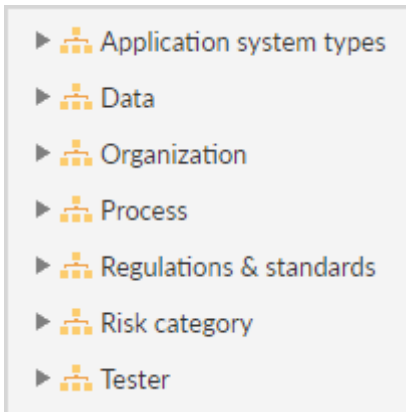 Application system types
Data
Organization
Process
Regulations & standards
Risk category
Tester